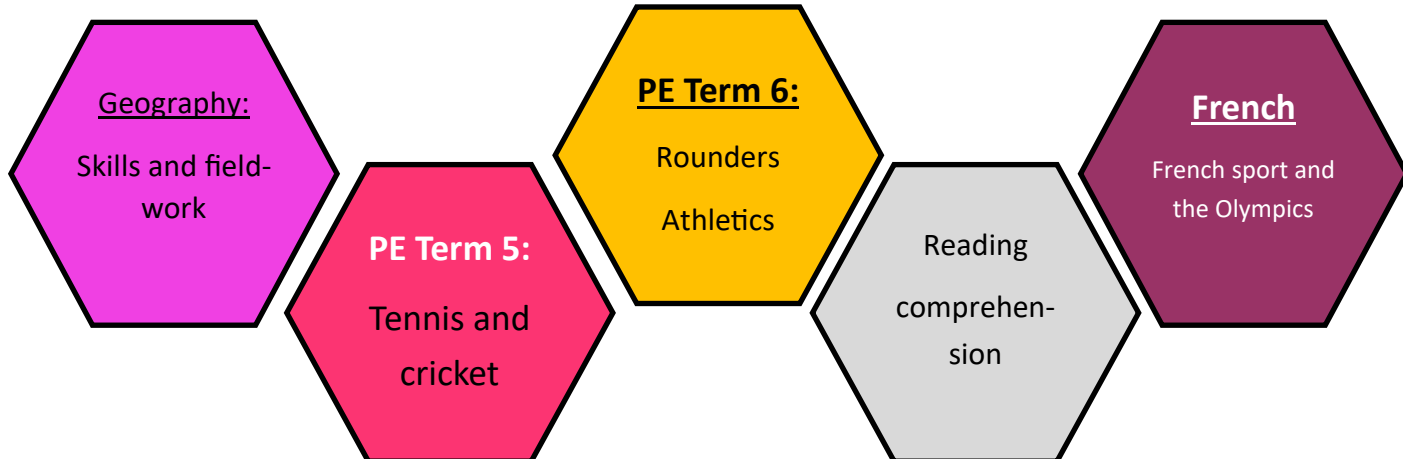 Geography:
Skills and field-
work
PE Term 5:
Tennis and
cricket
PE Term 6:
Rounders
Athletics
Reading
comprehen-
sion
French
French sport and
the Olympics